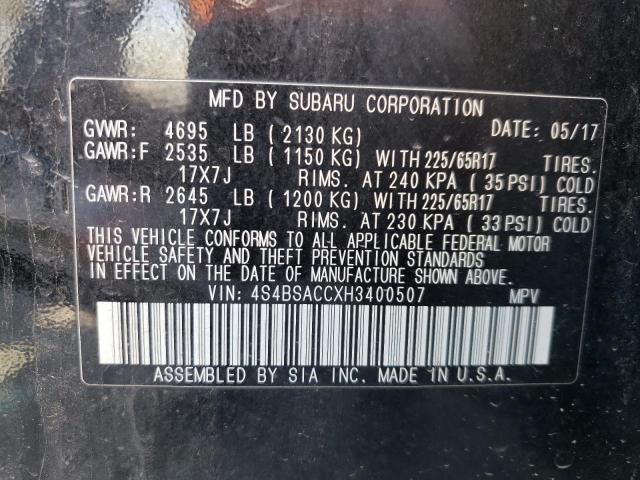 MFD BY SUBARU CORPORATION
GVWR: 4695 LB (2130 KG) DATE: 05/17
GAWR:F 2535 LB (1150 KG) WITH 225/65R17 TIRES.
17X7J RIMS. AT 240 KPA (35 PSI) COLD
GAWR:R 2645 LB (1200 KG) WITH 225/65R17 TIRES.
17X7J RIMS. AT 230 KPA (33 PSI) COLD
THIS VEHICLE CONFORMS TO ALL APPLICABLE FEDERAL MOTOR
VEHICLE SAFETY AND THEFT PREVENTION STANDARDS IN
EFFECT ON THE DATE OF MANUFACTURE SHOWN ABOVE.
VIN: 4S4BSACCXH3400507 MPV
ASSEMBLED BY SIA INC. MADE IN U.S.A.